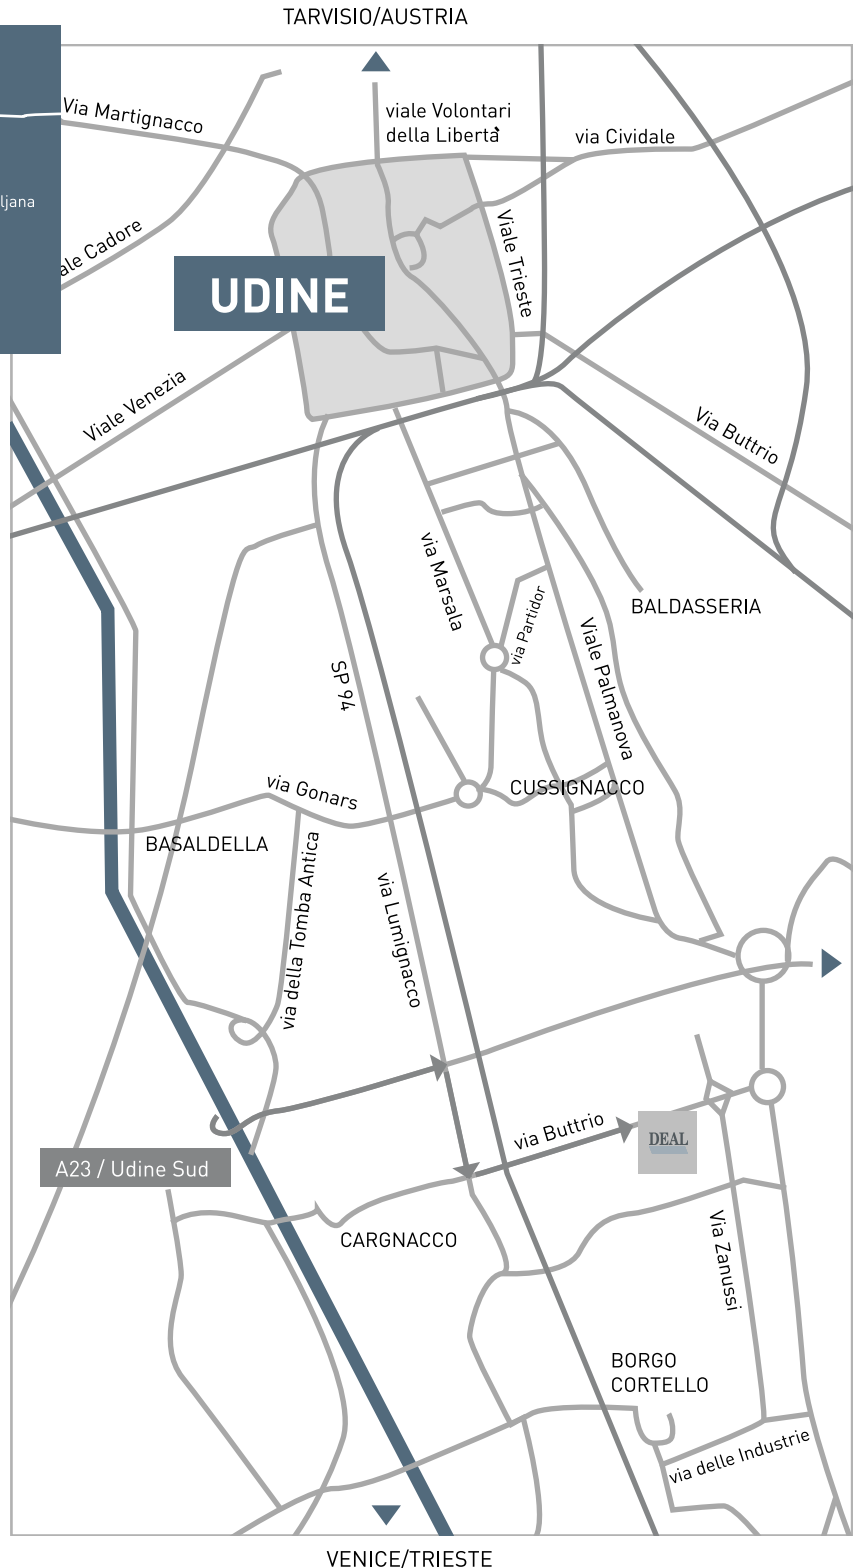 TARVISIO/AUSTRIA
Via Martignacco
viale Volontari
della Libertà
via Cividale
ljana
ale Cadore
Viale Trieste
UDINE
Viale Venezia
Via Buttrio
via Marsala
BALDASSERIA
via Partidor
Viale Palmanova
SP 94
via Gonars
CUSSIGNACCO
BASALDELLA
via della Tomba Antica
via Lumignacco
via Buttrio
DEAL
A23 / Udine Sud
CARGNACCO
Via Zanussi
BORGO
CORTELLO
via delle Industrie
VENICE/TRIESTE